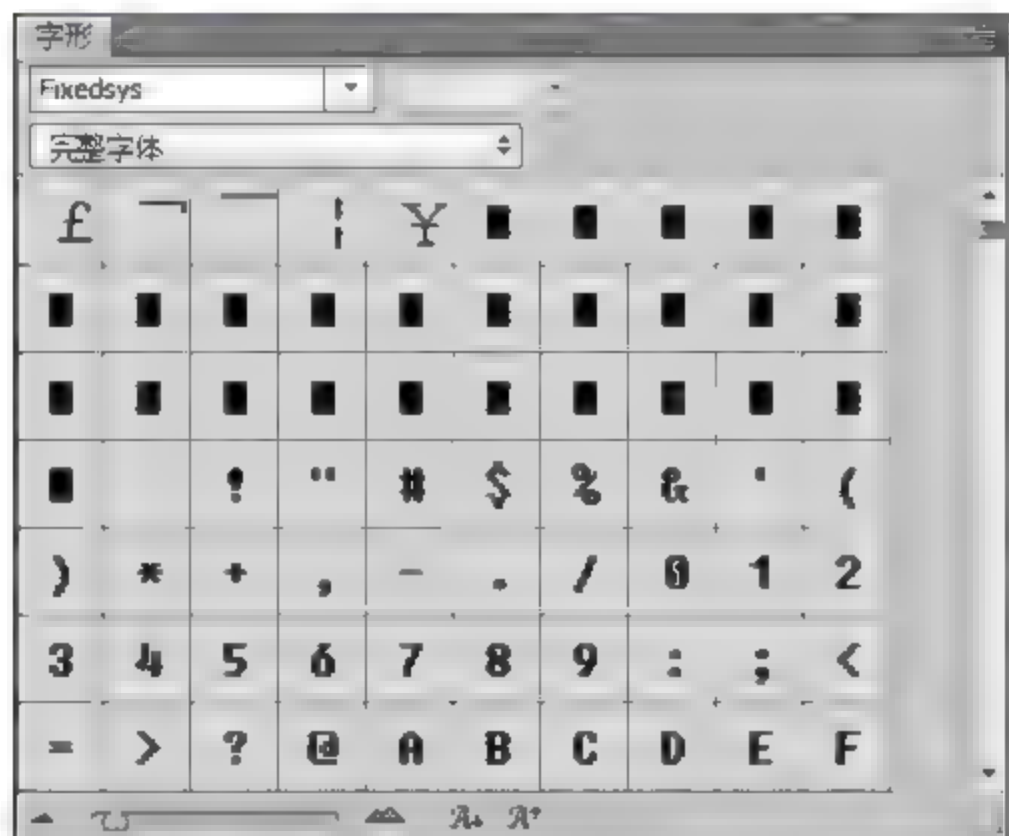 字形
Fixedsys
完整字体
£ ¬ ¯ ¦ ¥ ■ ■ ■ ■ ■
■ ■ ■ ■ ■ ■ ■ ■ ■ ■
■ ■ ■ ■ ■ ■ ■ ■ ■ ■
■ ! " # $ % & ' (
) * + , - . / 0 1 2
3 4 5 6 7 8 9 : ; <
= > ? @ A B C D E F